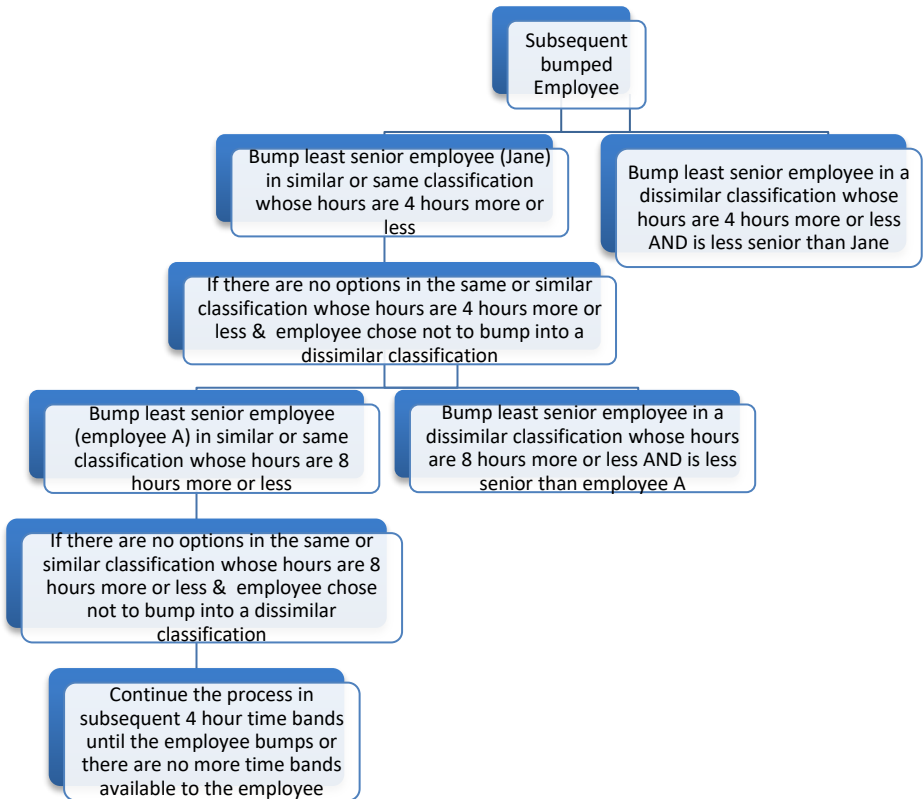 Subsequent
bumped
Employee
Bump least senior employee (Jane)
in similar or same classification
whose hours are 4 hours more or
less
Bump least senior employee in a
dissimilar classification whose
hours are 4 hours more or less
AND is less senior than Jane
If there are no options in the same or similar
classification whose hours are 4 hours more or
less & employee chose not to bump into a
dissimilar classification
Bump least senior employee
(employee A) in similar or same
classification whose hours are 8
hours more or less
Bump least senior employee in a
dissimilar classification whose hours
are 8 hours more or less AND is less
senior than employee A
If there are no options in the same or
similar classification whose hours are 8
hours more or less & employee chose
not to bump into a dissimilar
classification
Continue the process in
subsequent 4 hour time bands
until the employee bumps or
there are no more time bands
available to the employee